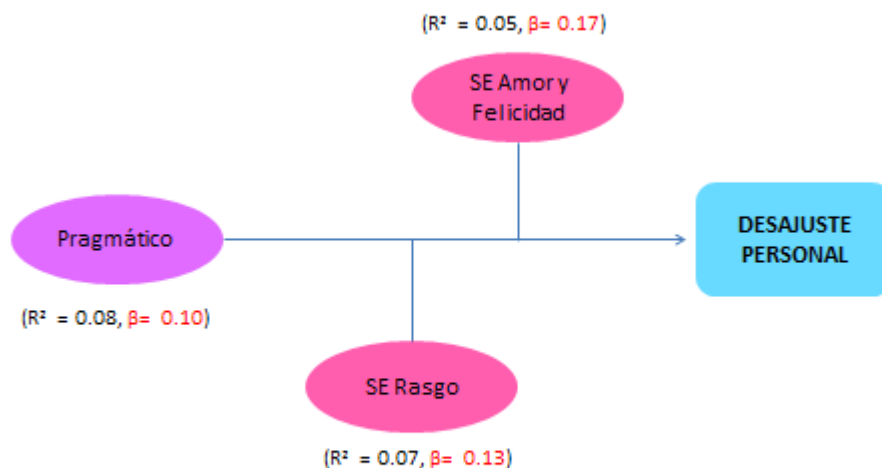 (R² = 0.05, β= 0.17)
SE Amor y
Felicidad
Pragmático
DESAJUSTE
PERSONAL
(R² = 0.08, β= 0.10)
SE Rasgo
(R² = 0.07, β= 0.13)